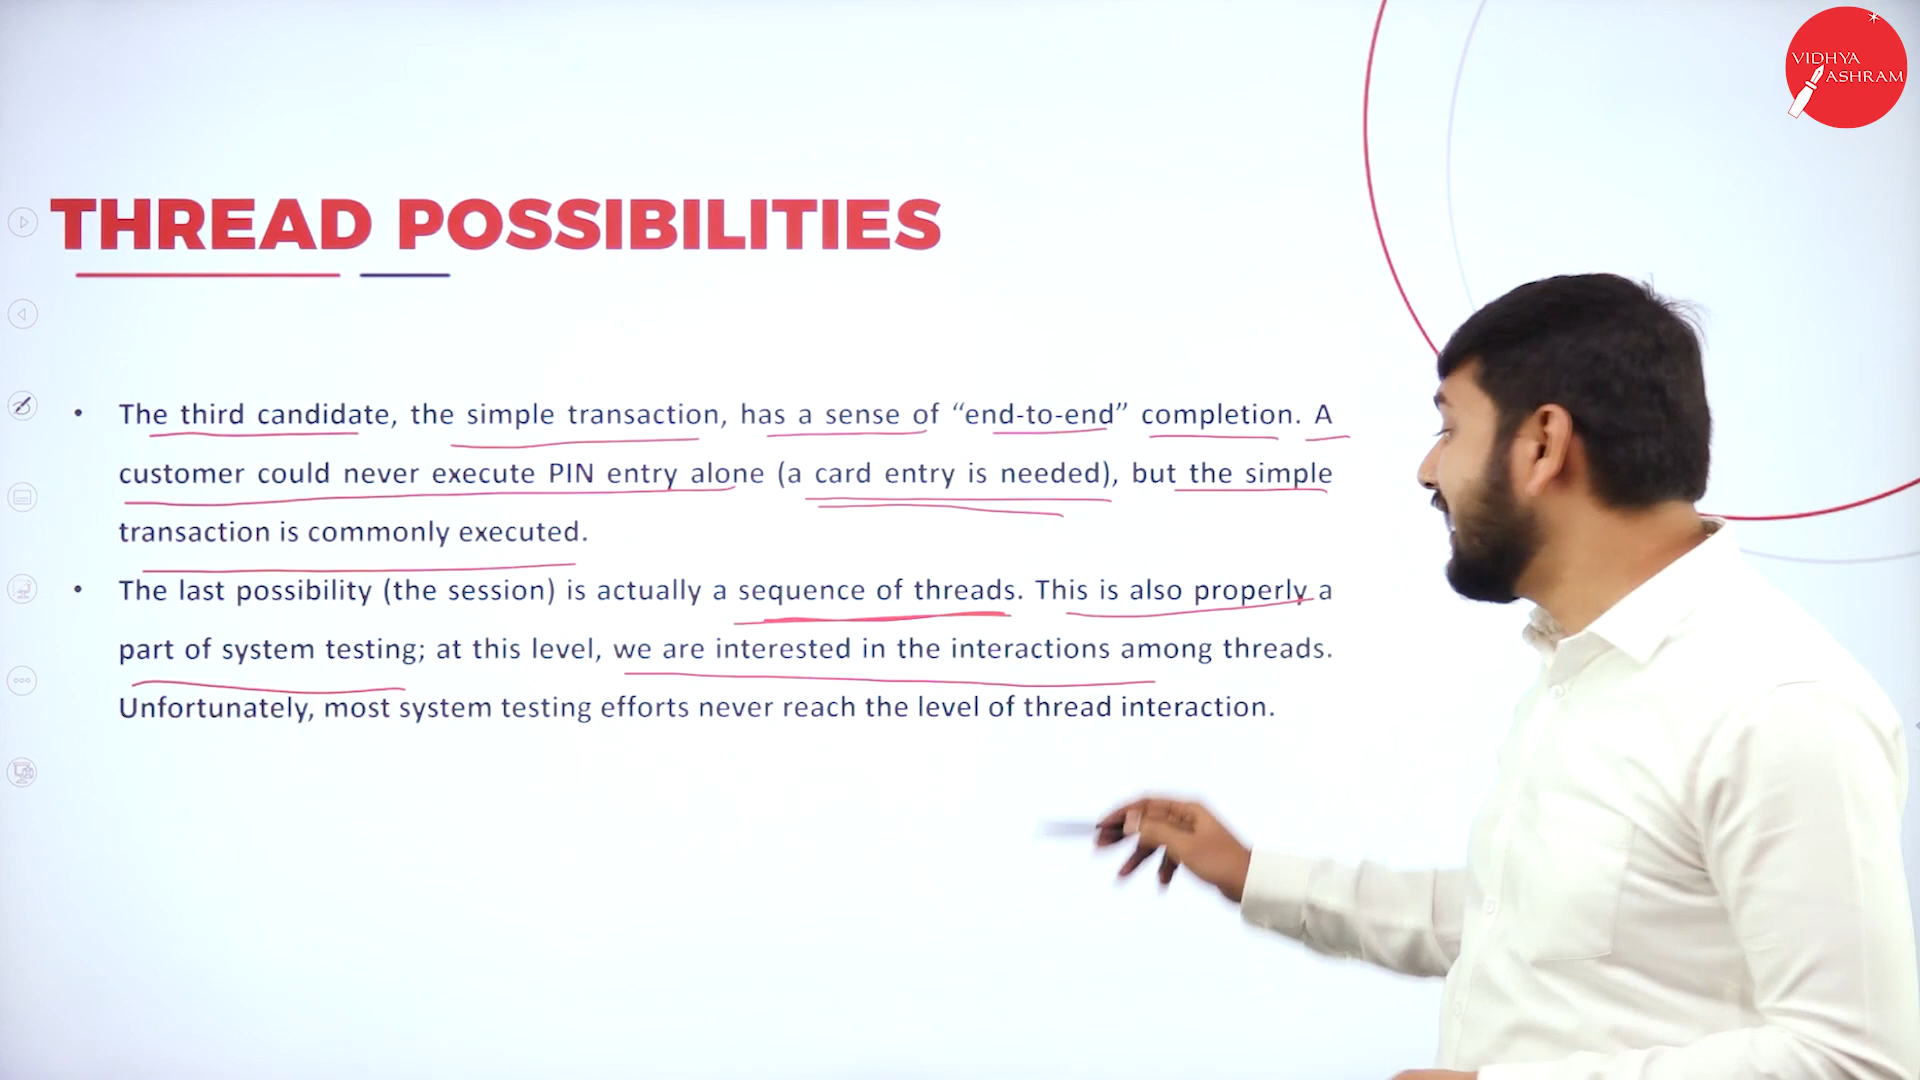 VIDHYA
ASHRAM
THREAD POSSIBILITIES
• The third candidate, the simple transaction, has a sense of “end-to-end” completion. A
customer could never execute PIN entry alone (a card entry is needed), but the simple
transaction is commonly executed.
• The last possibility (the session) is actually a sequence of threads. This is also properly a
part of system testing; at this level, we are interested in the interactions among threads.
Unfortunately, most system testing efforts never reach the level of thread interaction.